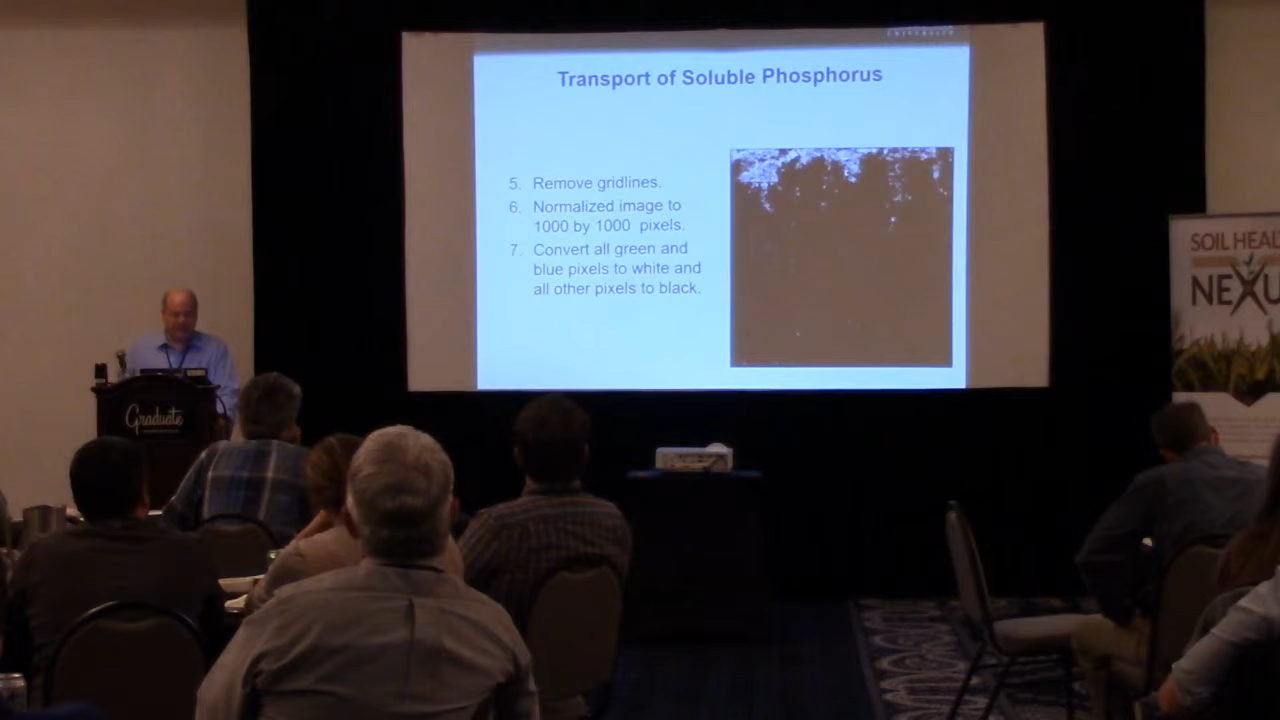 UNIVERSITY
Transport of Soluble Phosphorus
5. Remove gridlines.
6. Normalized image to
1000 by 1000 pixels.
7. Convert all green and
blue pixels to white and
all other pixels to black.
SOIL HEAL
NEXU
Graduate